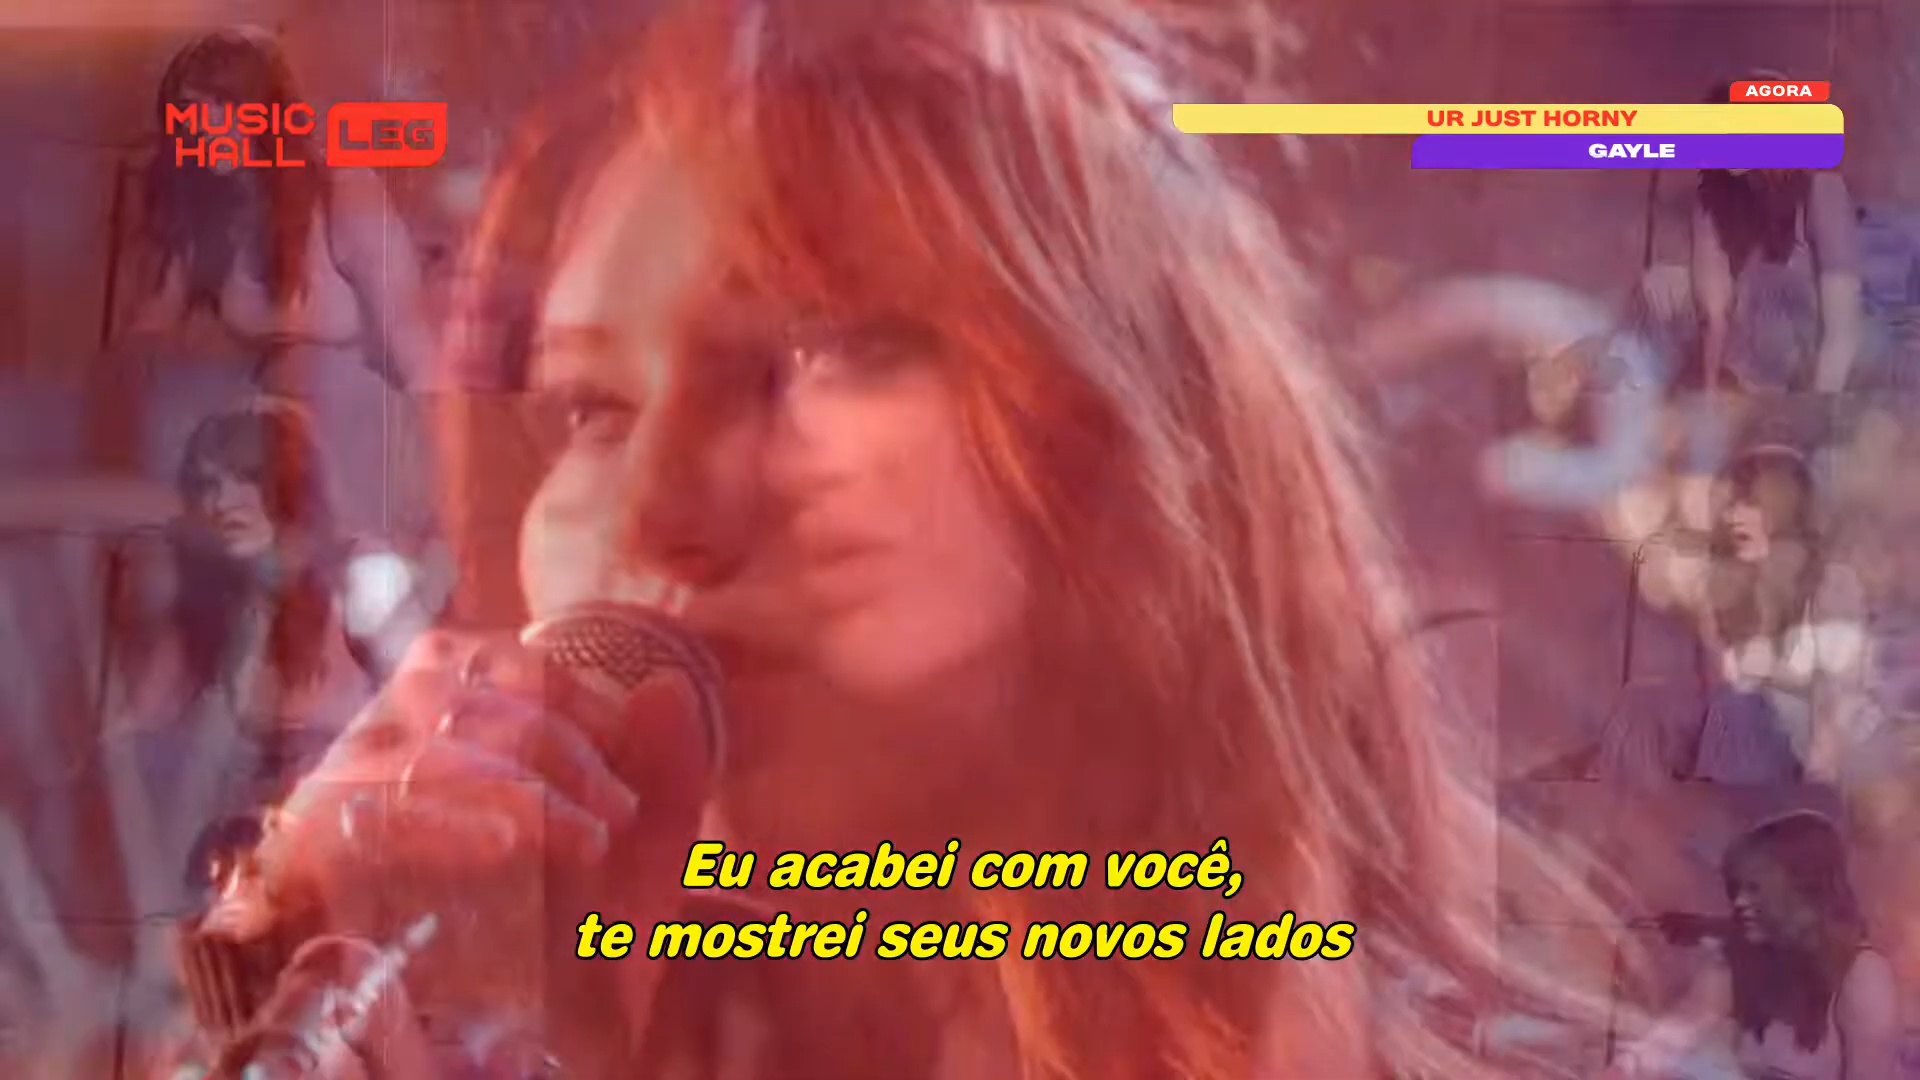 MUSIC
HALL
LEG
AGORA
UR JUST HORNY
GAYLE
Eu acabei com você,
te mostrei seus novos lados